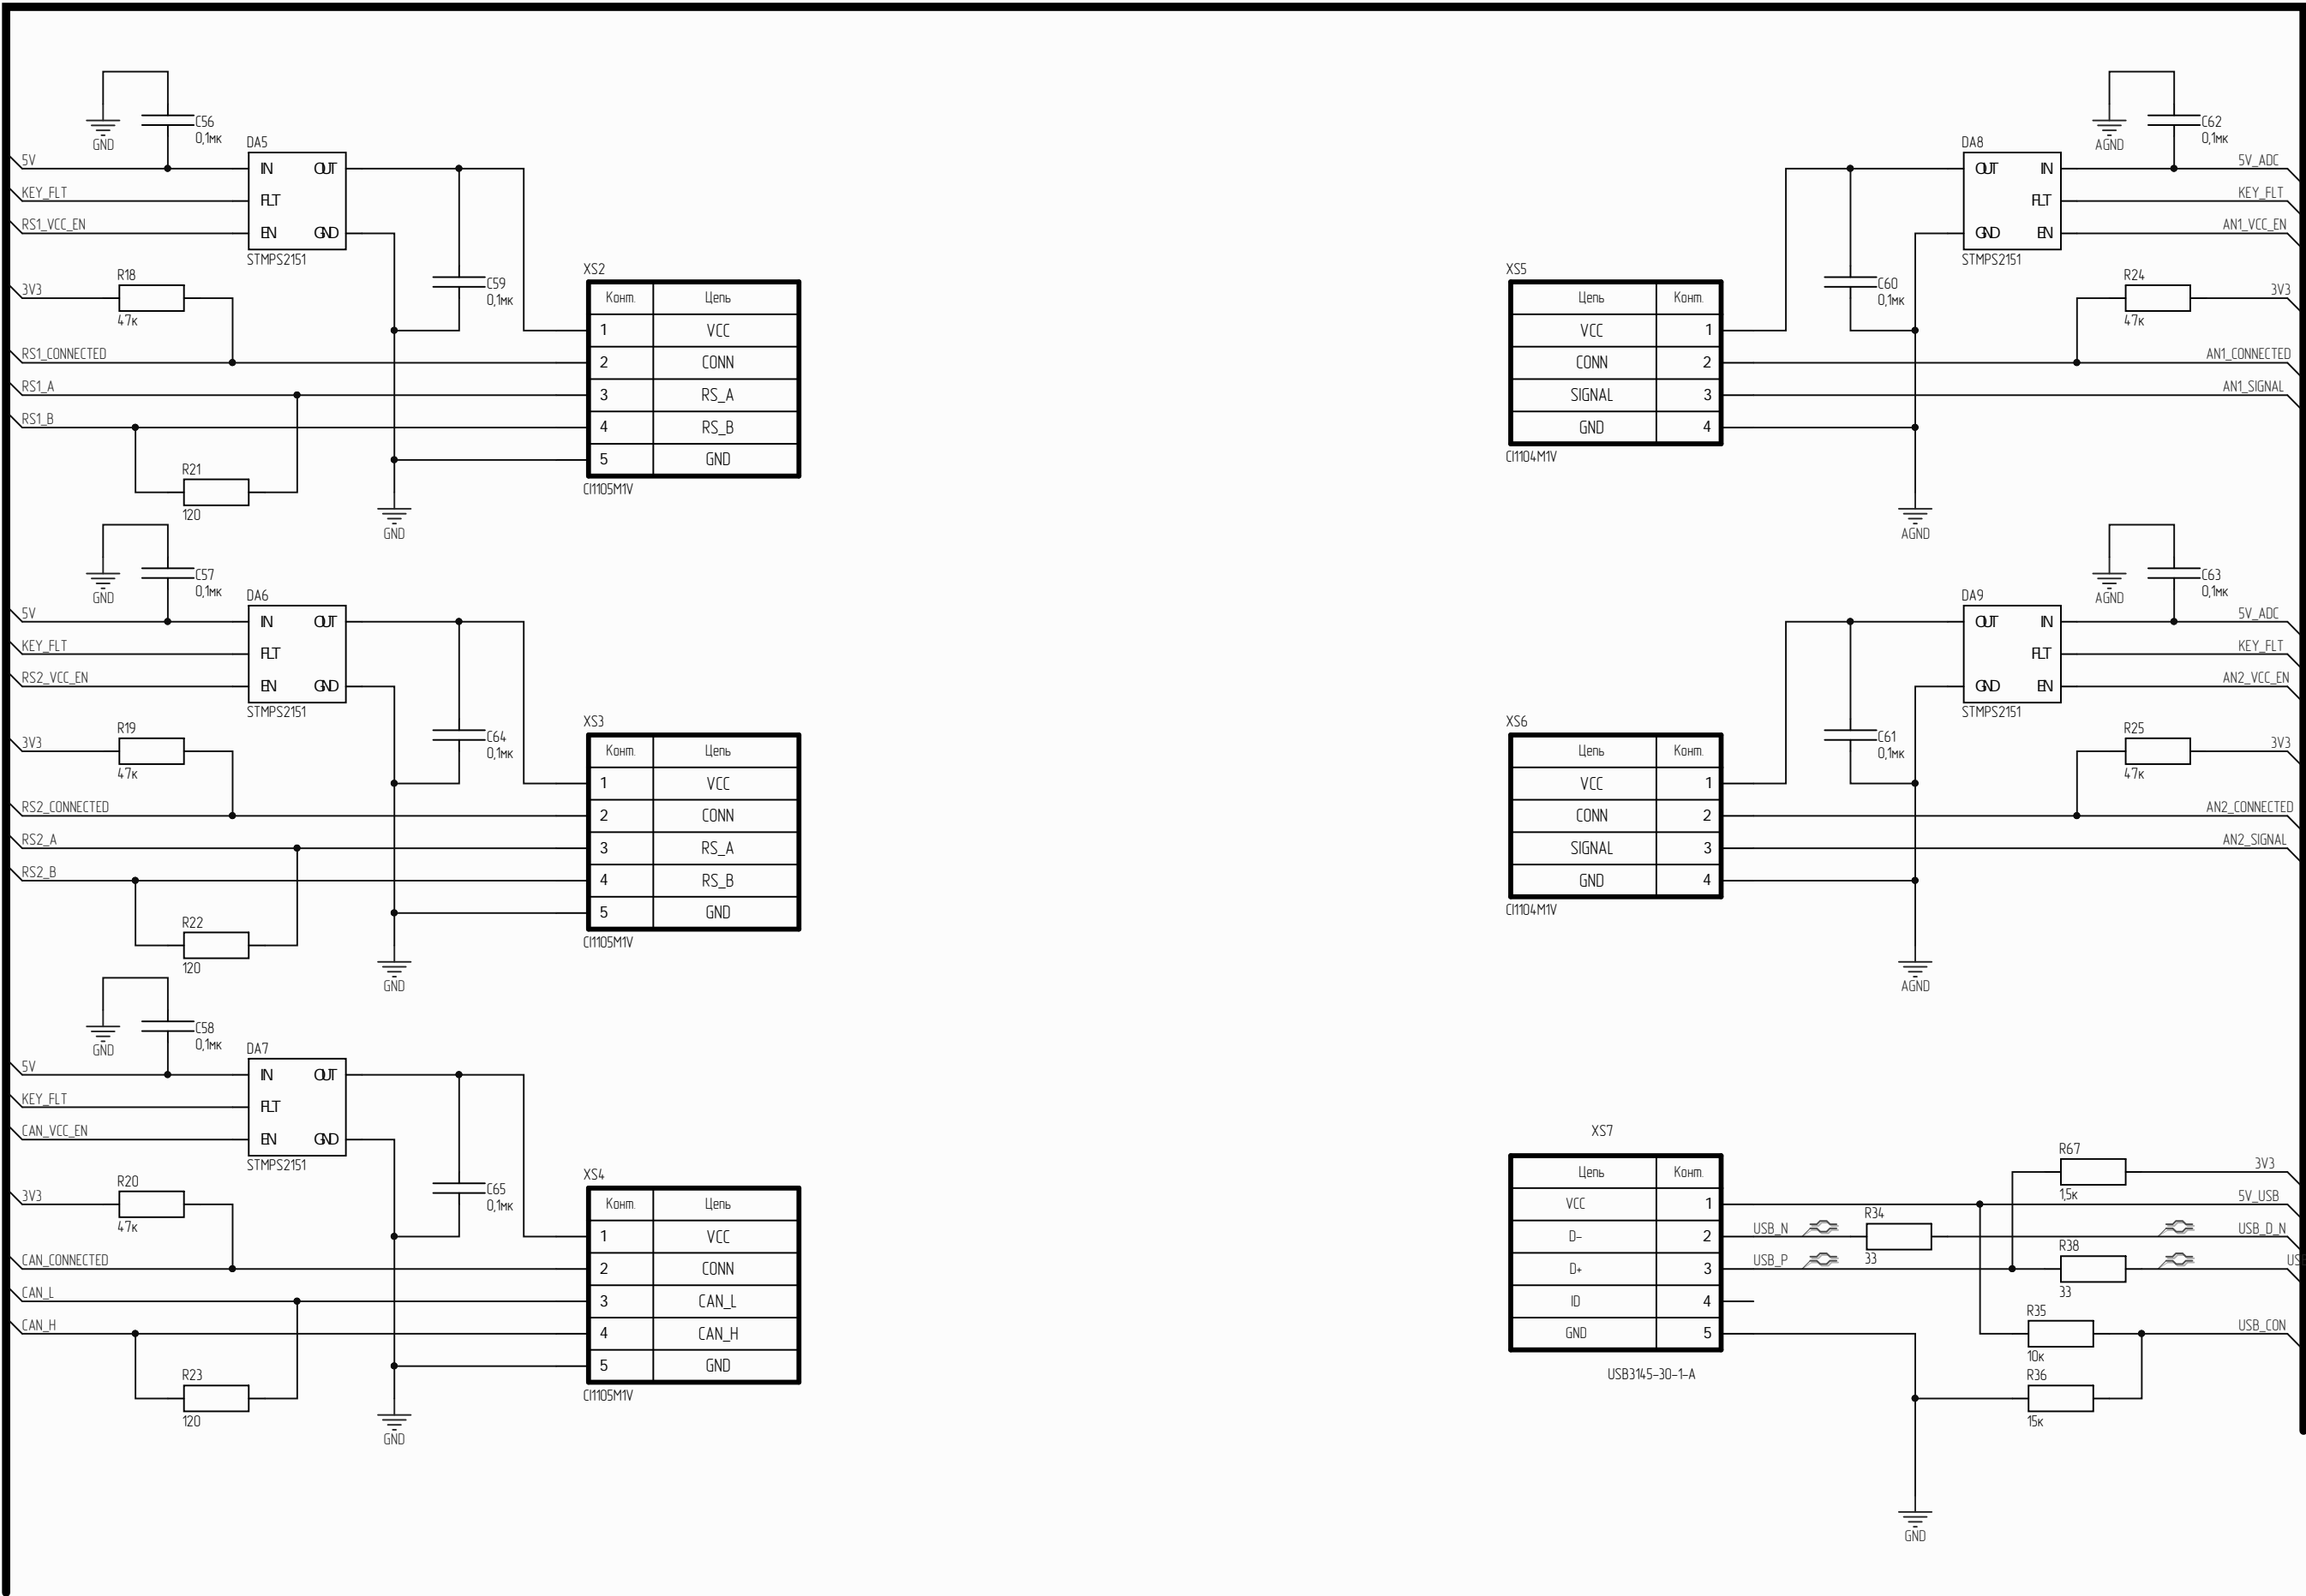 C56
0,1мк
GND
DA5
5V
IN OUT
KEY_FLT
FLT
RS1_VCC_EN
EN GND
STMPS2151
R18
3V3
47к
C59
0,1мк
XS2
Конт. Цепь
1 VCC
2 CONN
3 RS_A
4 RS_B
5 GND
CI1105M1V
RS1_CONNECTED
RS1_A
RS1_B
R21
120
GND
C57
0,1мк
GND
DA6
5V
IN OUT
KEY_FLT
FLT
RS2_VCC_EN
EN GND
STMPS2151
R19
3V3
47к
C64
0,1мк
XS3
Конт. Цепь
1 VCC
2 CONN
3 RS_A
4 RS_B
5 GND
CI1105M1V
RS2_CONNECTED
RS2_A
RS2_B
R22
120
GND
C58
0,1мк
GND
DA7
5V
IN OUT
KEY_FLT
FLT
CAN_VCC_EN
EN GND
STMPS2151
R20
3V3
47к
C65
0,1мк
XS4
Конт. Цепь
1 VCC
2 CONN
3 CAN_L
4 CAN_H
5 GND
CI1105M1V
CAN_CONNECTED
CAN_L
CAN_H
R23
120
GND
C62
0,1мк
AGND
DA8
OUT IN
5V_ADC
FLT
KEY_FLT
GND EN
AN1_VCC_EN
STMPS2151
C60
0,1мк
R24
3V3
47к
XS5
Цепь Конт.
VCC 1
CONN 2
SIGNAL 3
GND 4
CI1104M1V
AN1_CONNECTED
AN1_SIGNAL
AGND
C63
0,1мк
AGND
DA9
OUT IN
5V_ADC
FLT
KEY_FLT
GND EN
AN2_VCC_EN
STMPS2151
C61
0,1мк
R25
3V3
47к
XS6
Цепь Конт.
VCC 1
CONN 2
SIGNAL 3
GND 4
CI1104M1V
AN2_CONNECTED
AN2_SIGNAL
AGND
XS7
Цепь Конт.
VCC 1
D- 2
D+ 3
ID 4
GND 5
USB3145-30-1-A
R67
3V3
1,5к
5V_USB
USB_N
R34
33
USB_D_N
USB_P
R38
33
R35
10к
USB_CON
R36
15к
GND